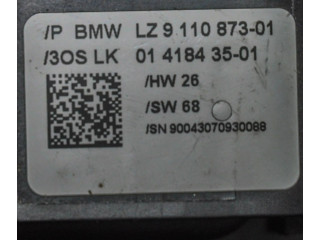 /P BMW LZ 9 110 873-01
/3OS LK 01 4184 35-01
/HW 26
/SW 68
/SN 90043070930088